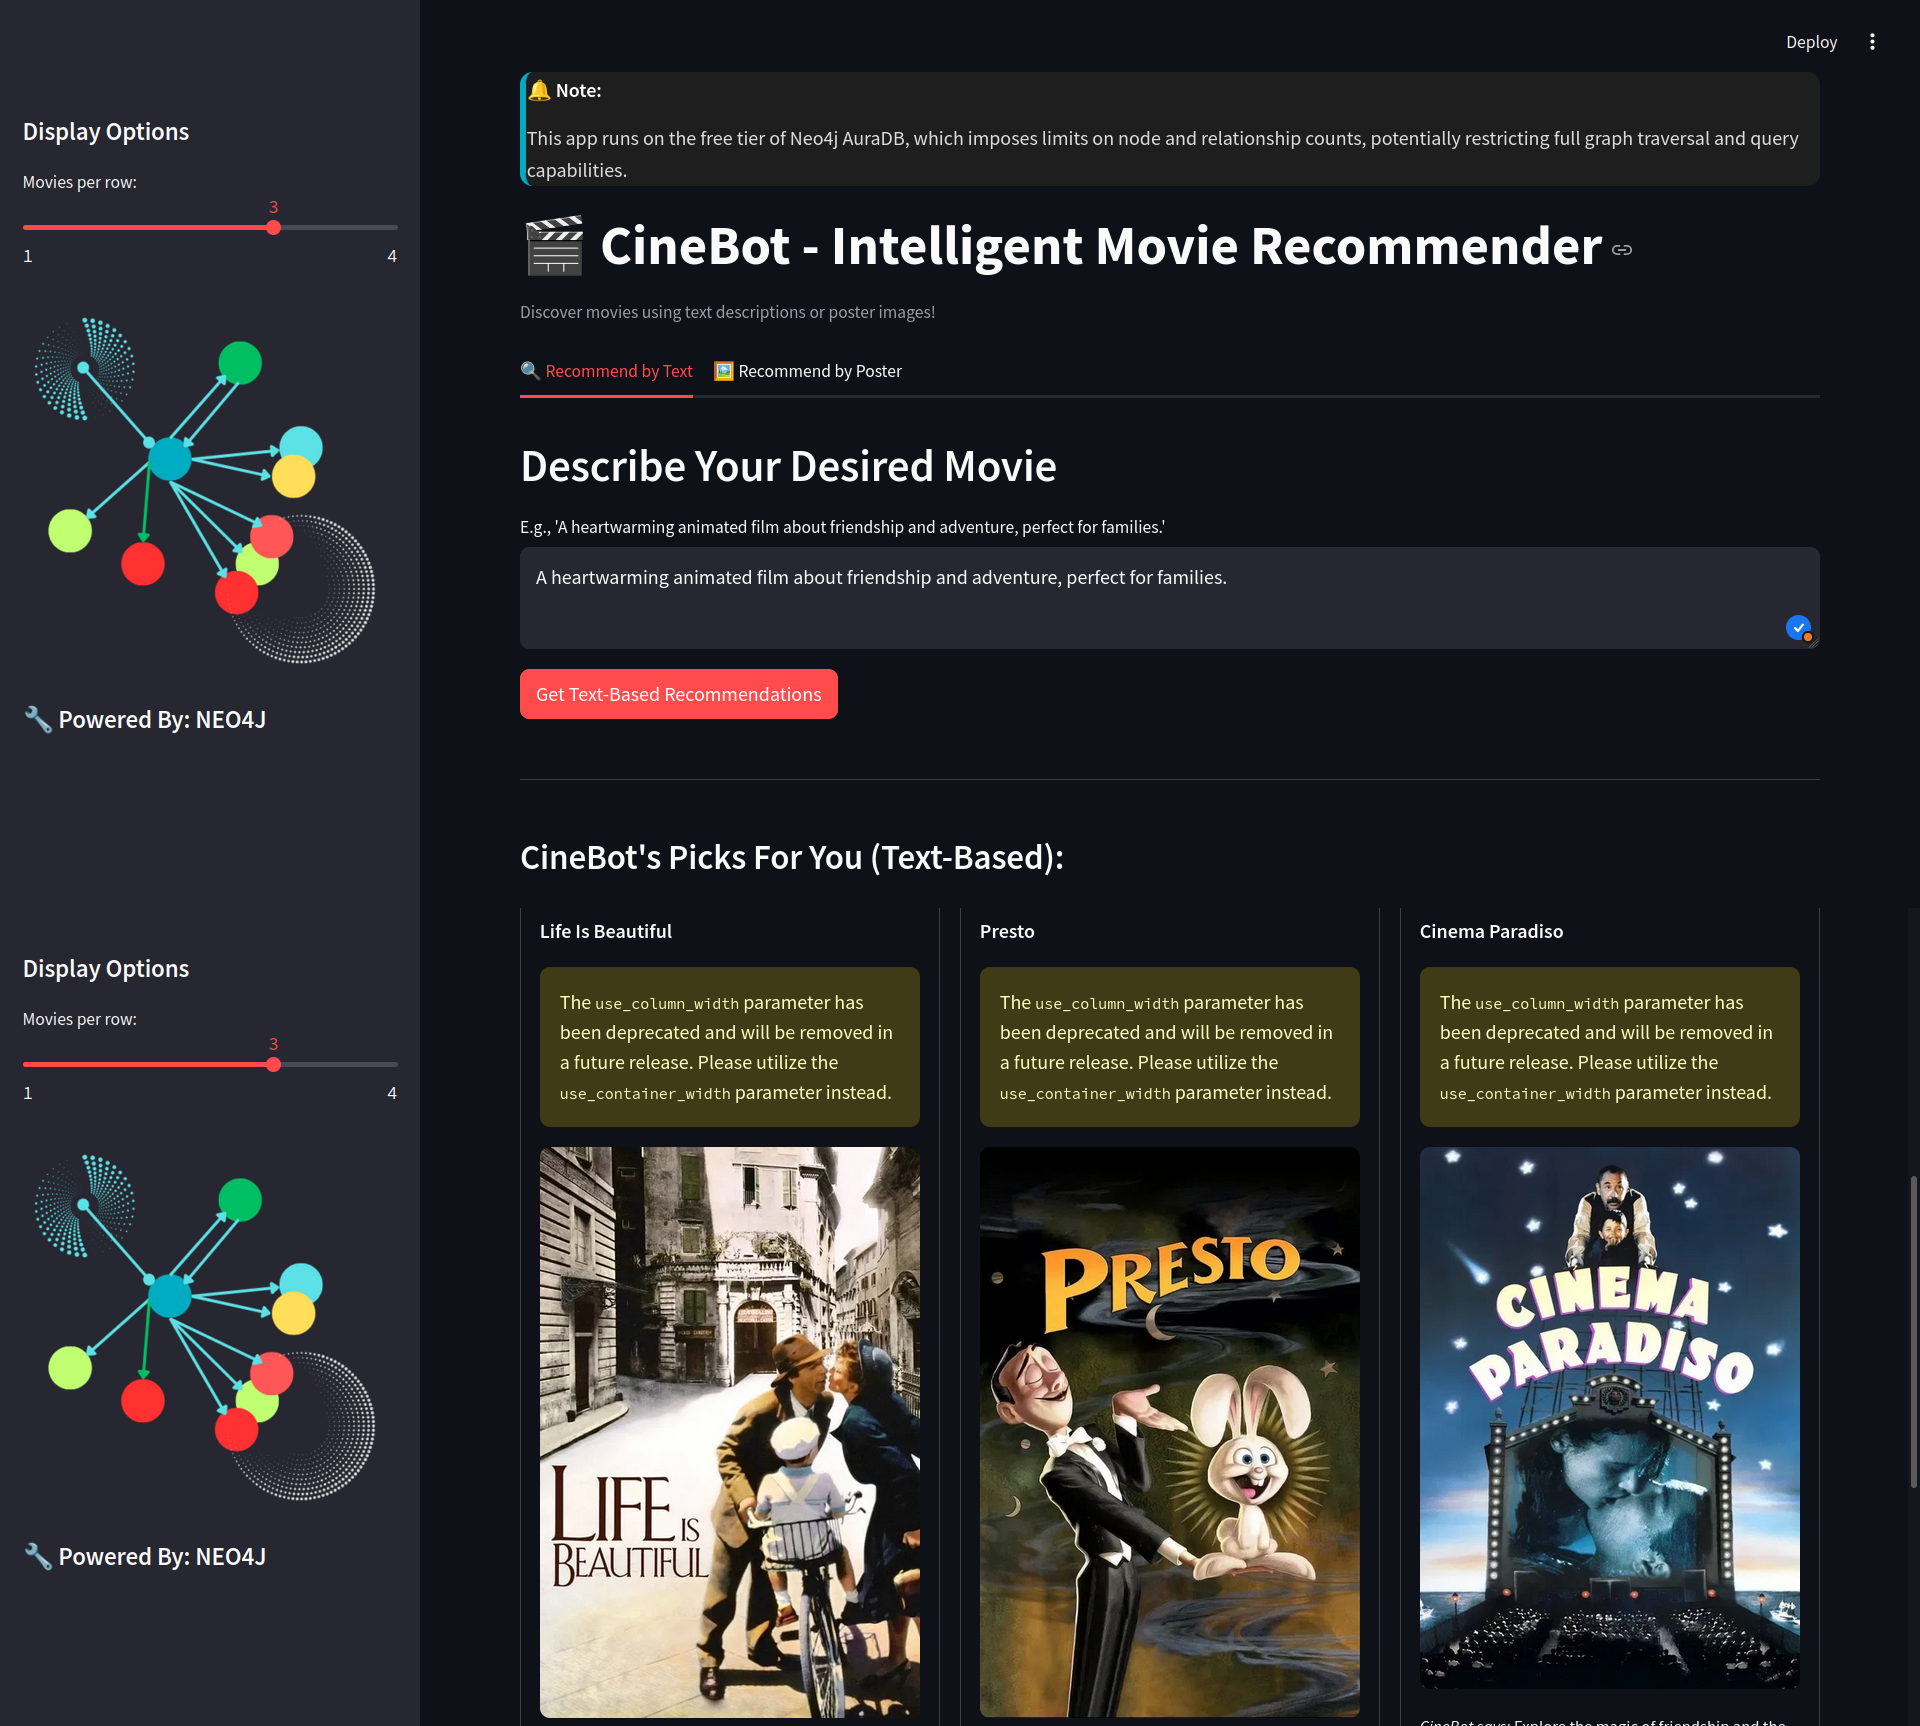 Deploy
Display Options
Movies per row:
3
1 4
🔧 Powered By: NEO4J
Display Options
Movies per row:
3
1 4
🔧 Powered By: NEO4J
🔔 Note:
This app runs on the free tier of Neo4j AuraDB, which imposes limits on node and relationship counts, potentially restricting full graph traversal and query
capabilities.
🎬 CineBot - Intelligent Movie Recommender
Discover movies using text descriptions or poster images!
🔍 Recommend by Text 🖼️ Recommend by Poster
Describe Your Desired Movie
E.g., 'A heartwarming animated film about friendship and adventure, perfect for families.'
A heartwarming animated film about friendship and adventure, perfect for families.
Get Text-Based Recommendations
CineBot's Picks For You (Text-Based):
Life Is Beautiful
The use_column_width parameter has
been deprecated and will be removed in
a future release. Please utilize the
use_container_width parameter instead.
LIFE IS
BEAUTIFUL
Presto
The use_column_width parameter has
been deprecated and will be removed in
a future release. Please utilize the
use_container_width parameter instead.
PRESTO
Cinema Paradiso
The use_column_width parameter has
been deprecated and will be removed in
a future release. Please utilize the
use_container_width parameter instead.
CINEMA
PARADISO
CineBot says: Explore the magic of friendship and the